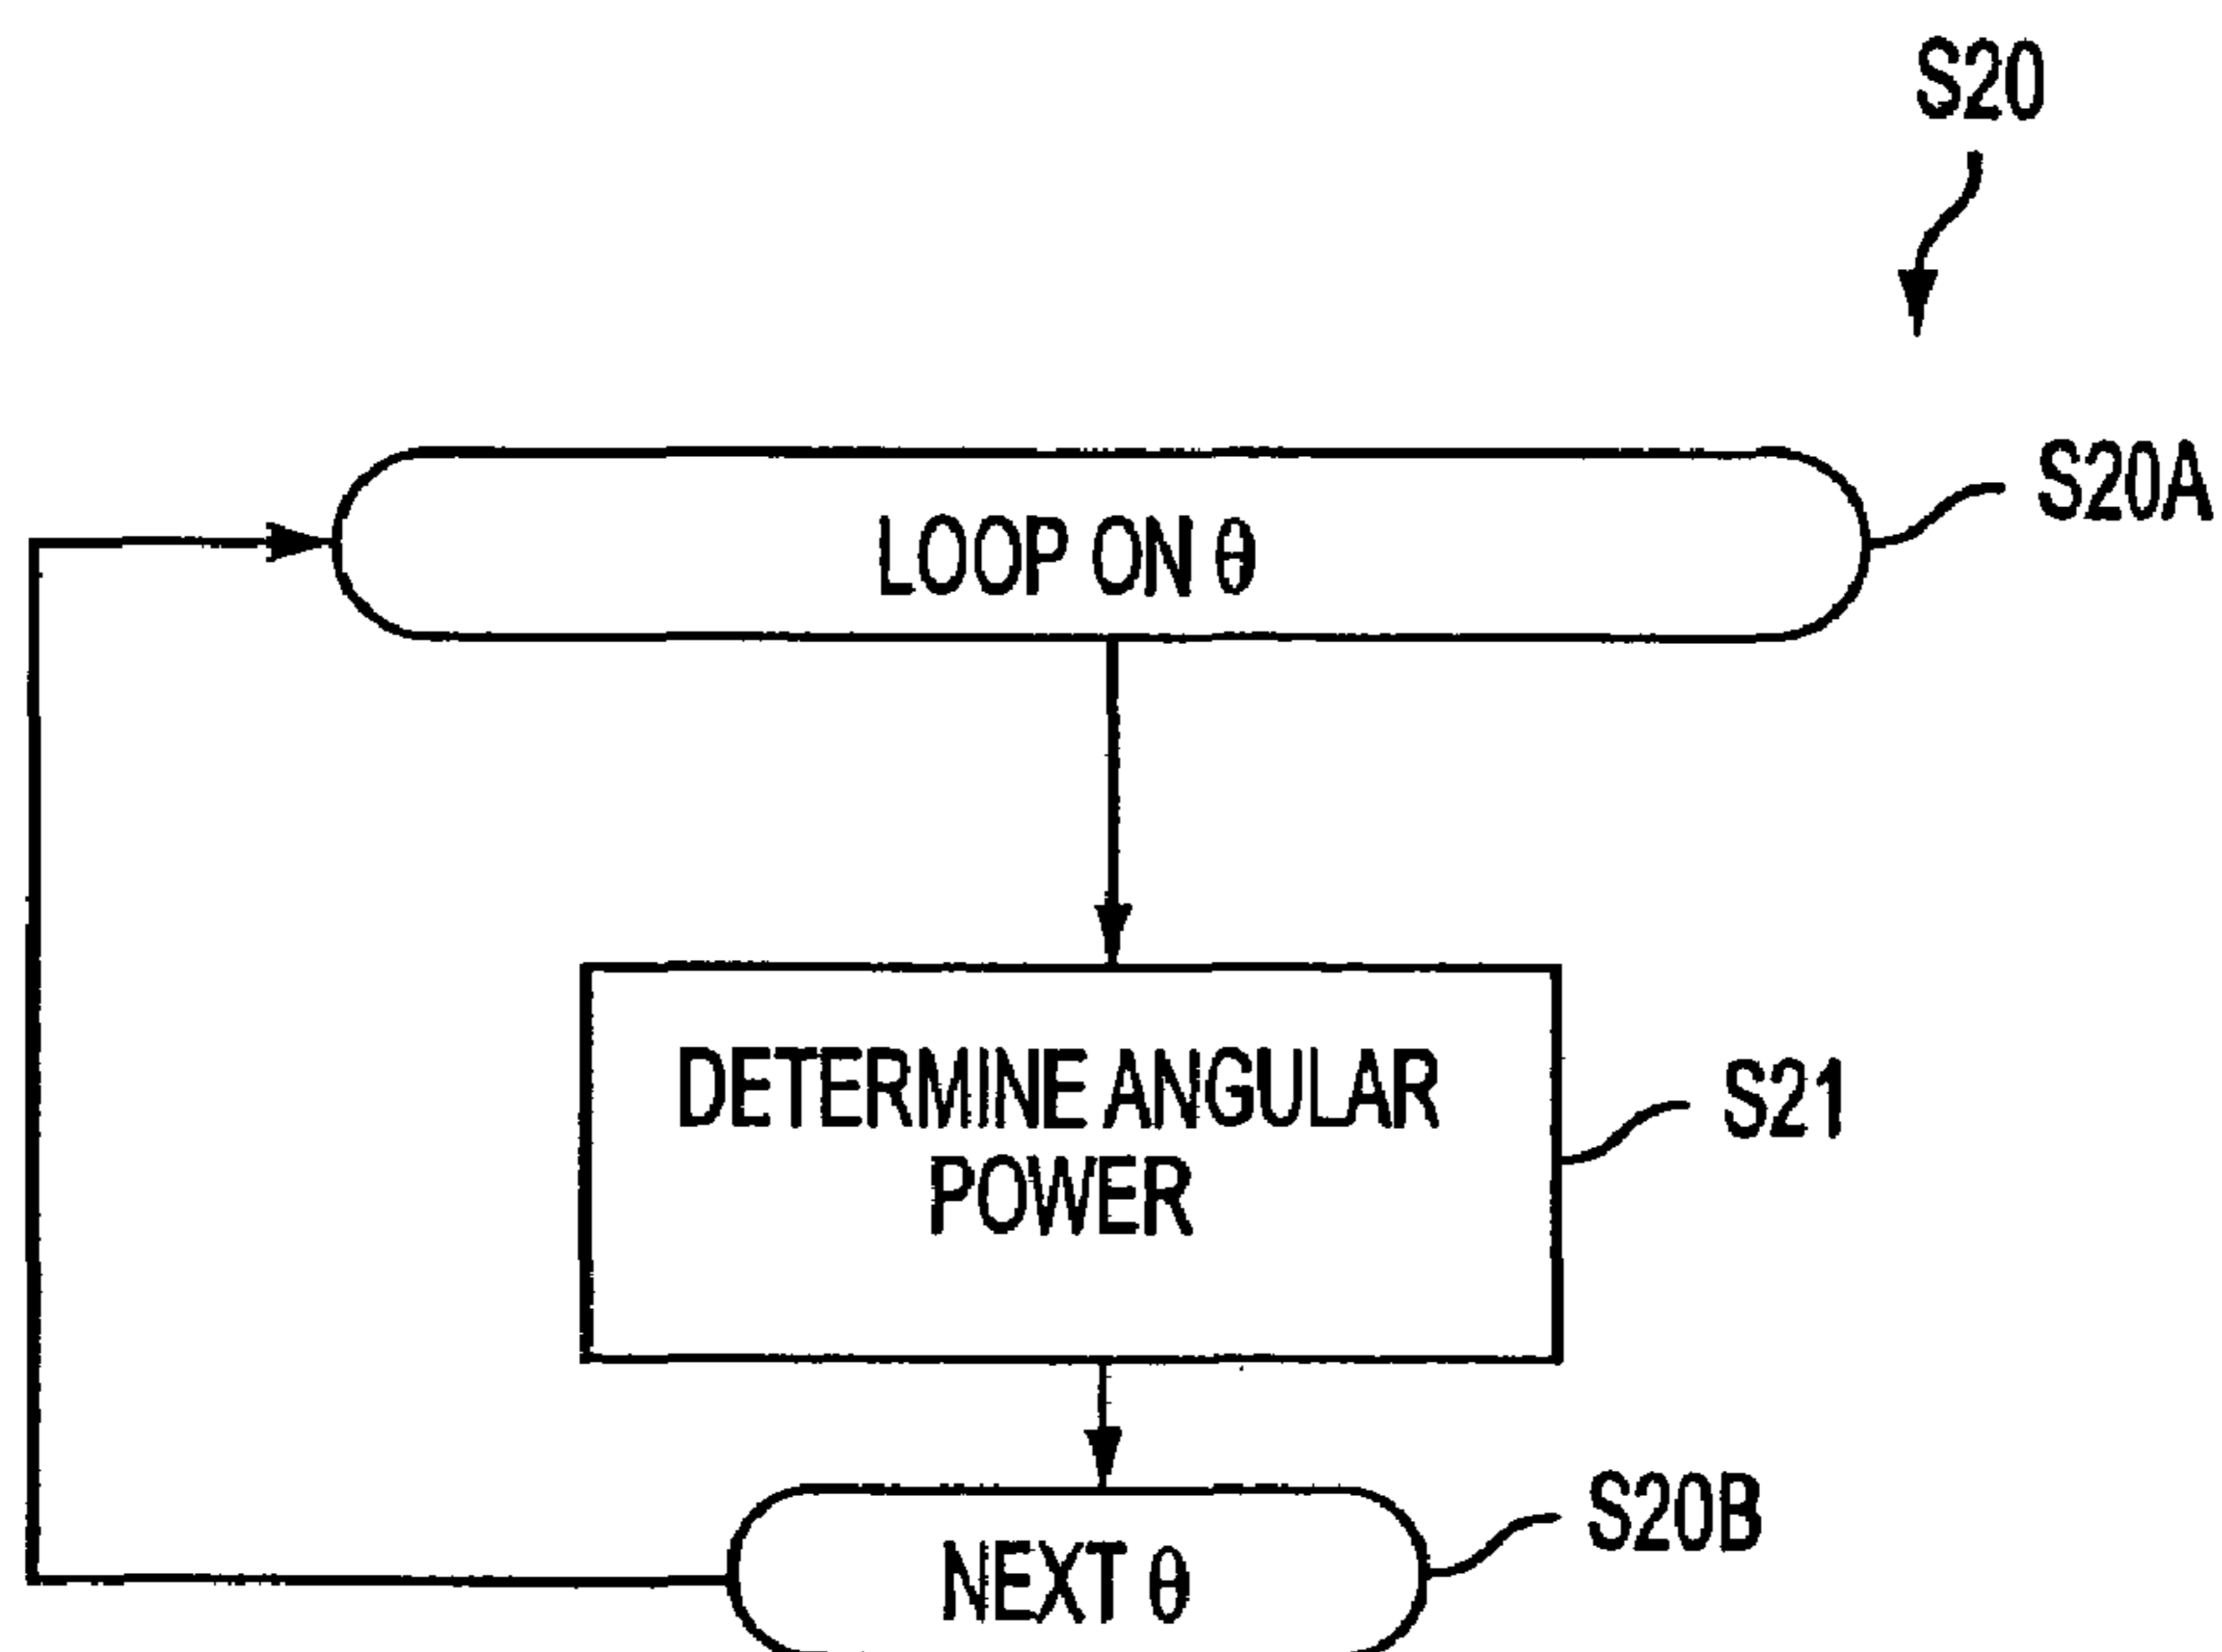 S20
LOOP ON θ
S20A
DETERMINE ANGULAR
POWER
S21
NEXT θ
S20B